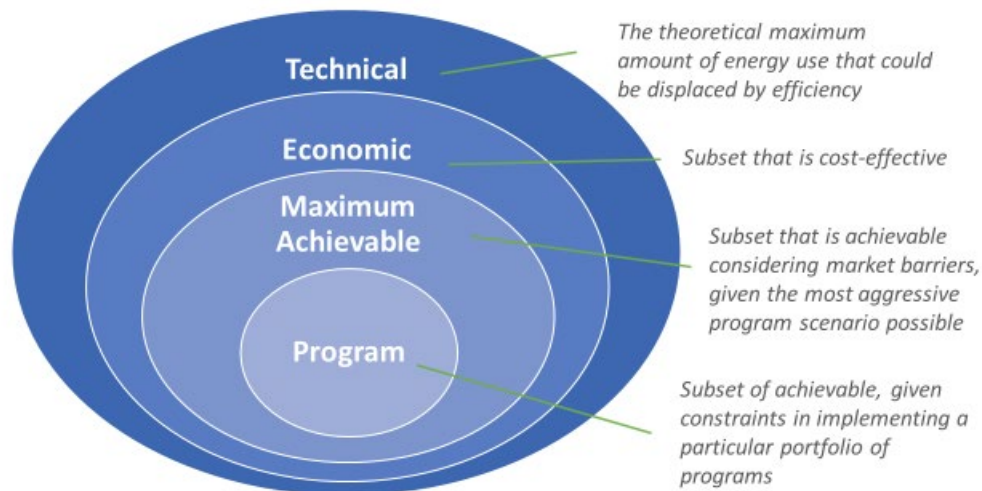 Technical
The theoretical maximum
amount of energy use that could
be displaced by efficiency
Economic
Subset that is cost-effective
Maximum
Achievable
Subset that is achievable
considering market barriers,
given the most aggressive
program scenario possible
Program
Subset of achievable, given
constraints in implementing a
particular portfolio of
programs